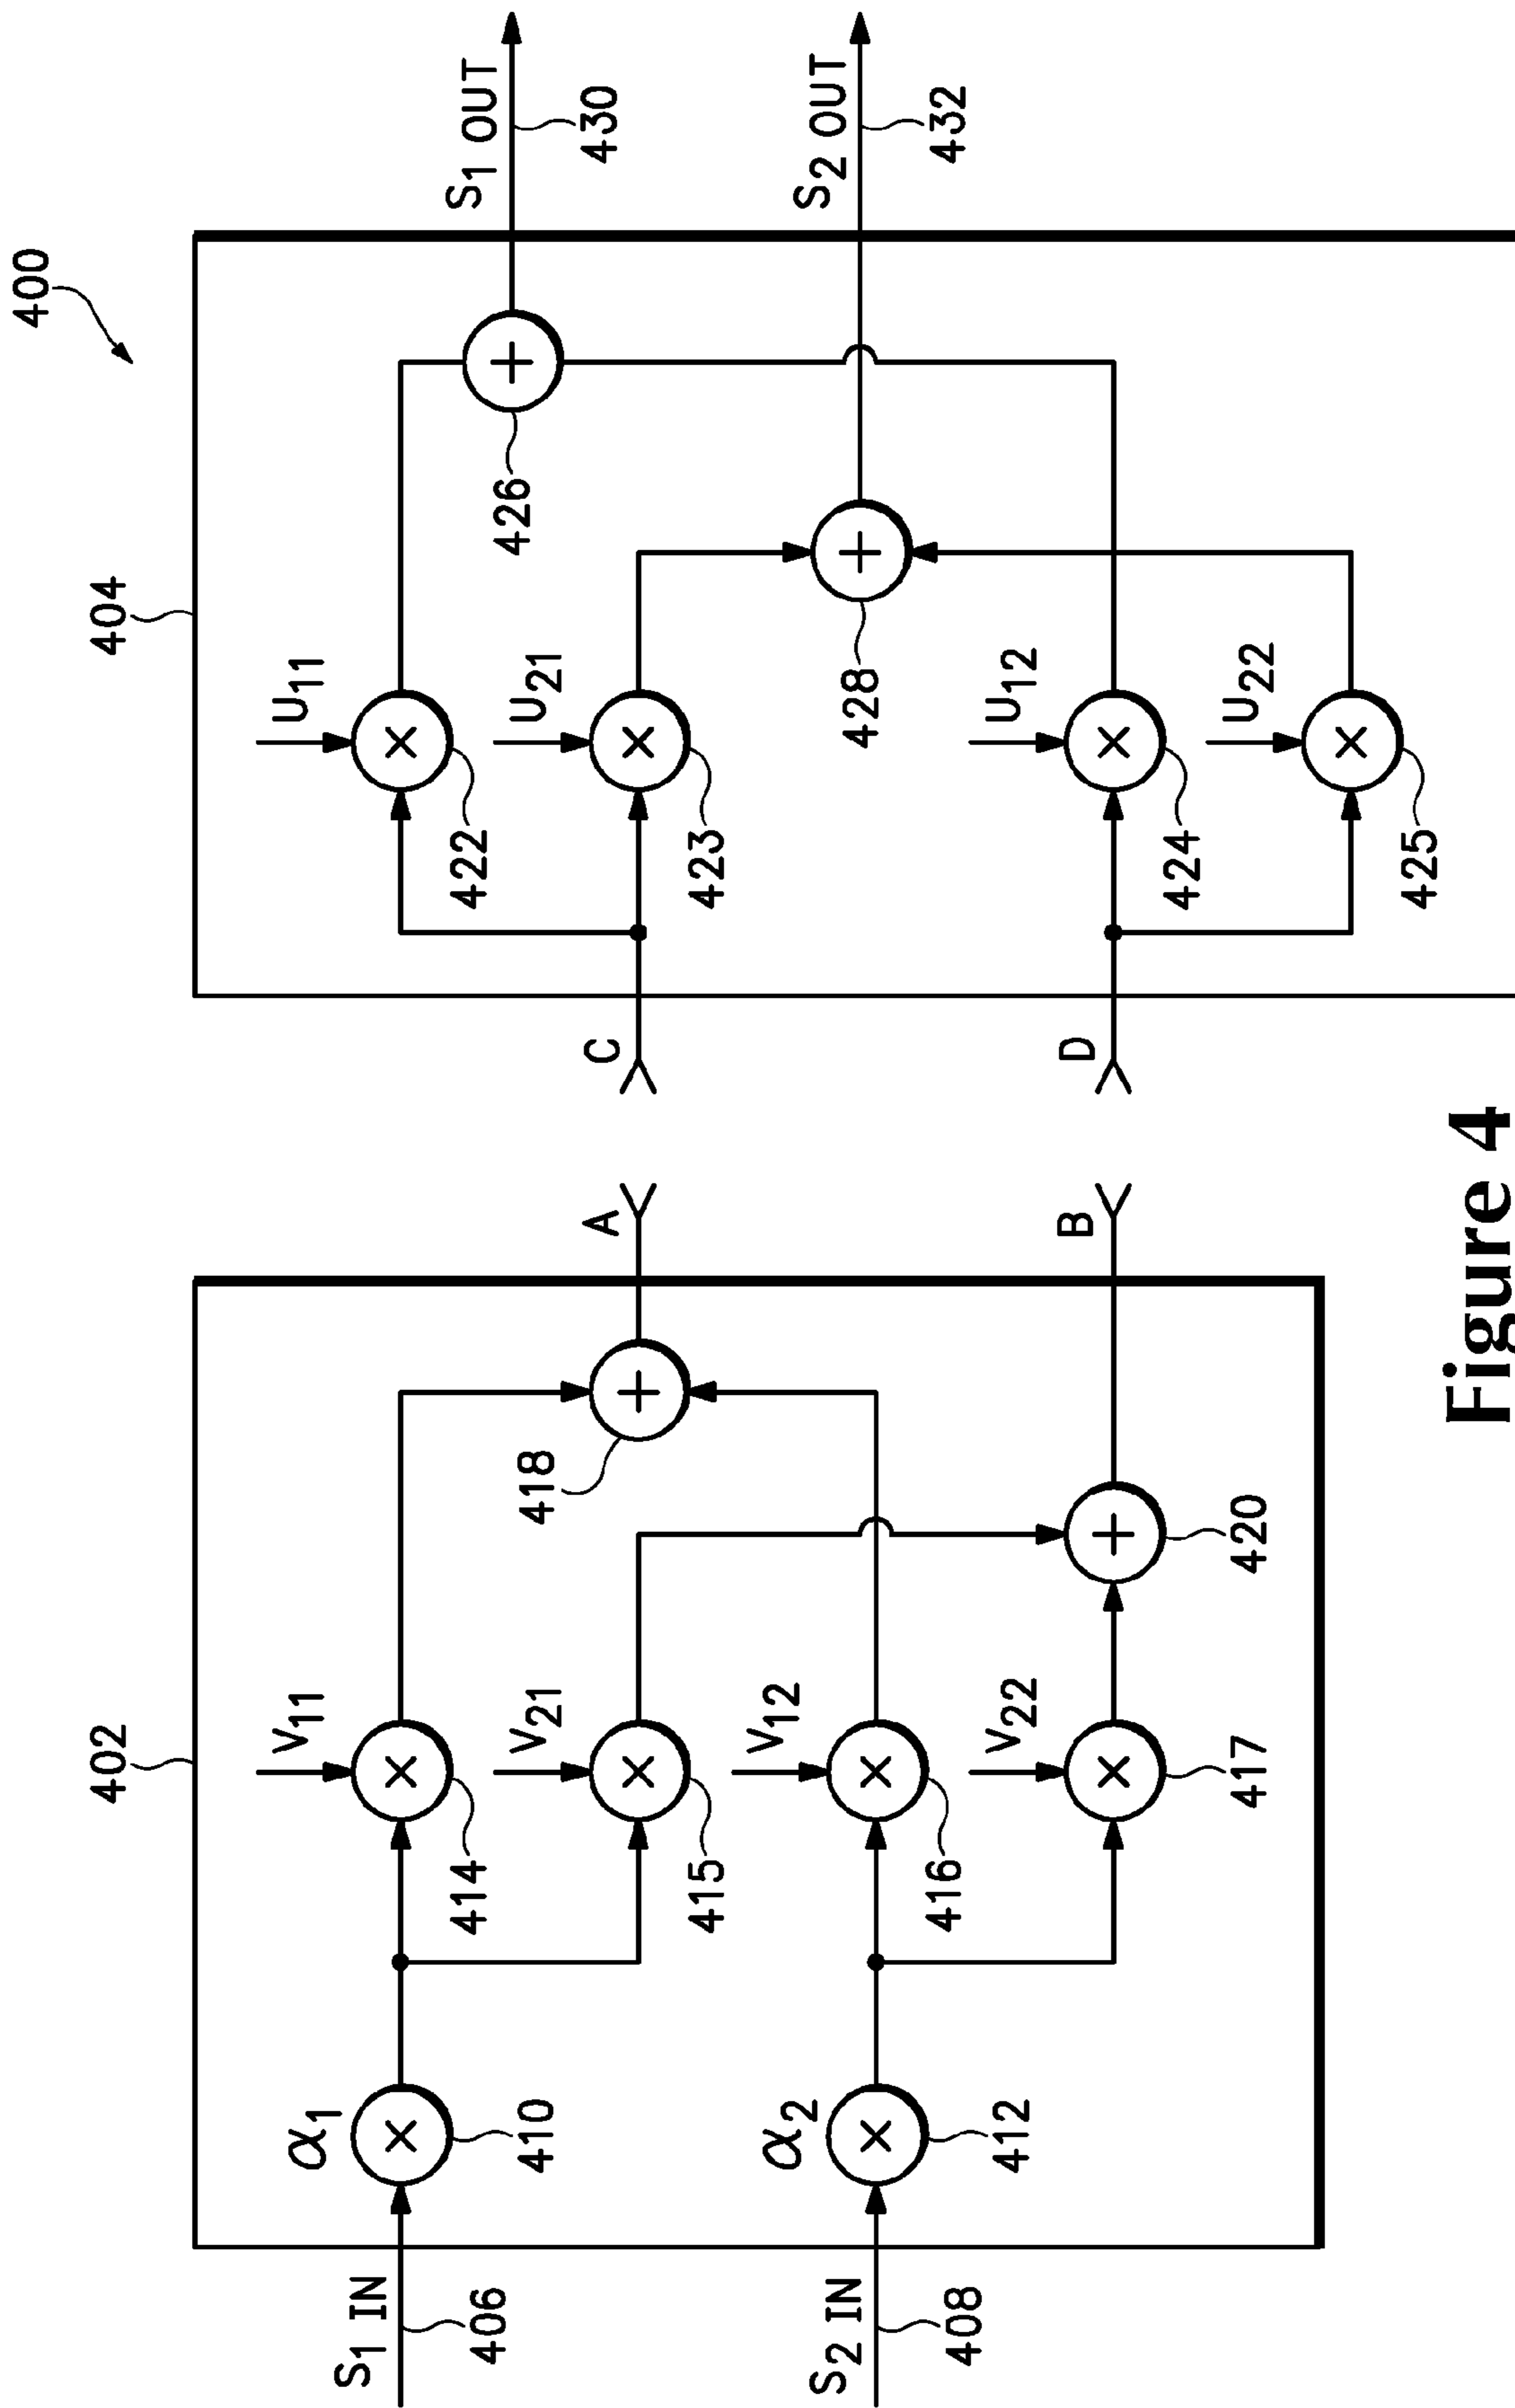 400
402
404
S1 IN
406
α1
410
V11
414
V21
415
S2 IN
408
α2
412
V12
416
V22
417
418
420
A
B
C
D
U11
422
U21
423
U12
424
U22
425
426
428
S1 OUT
430
S2 OUT
432
Figure 4